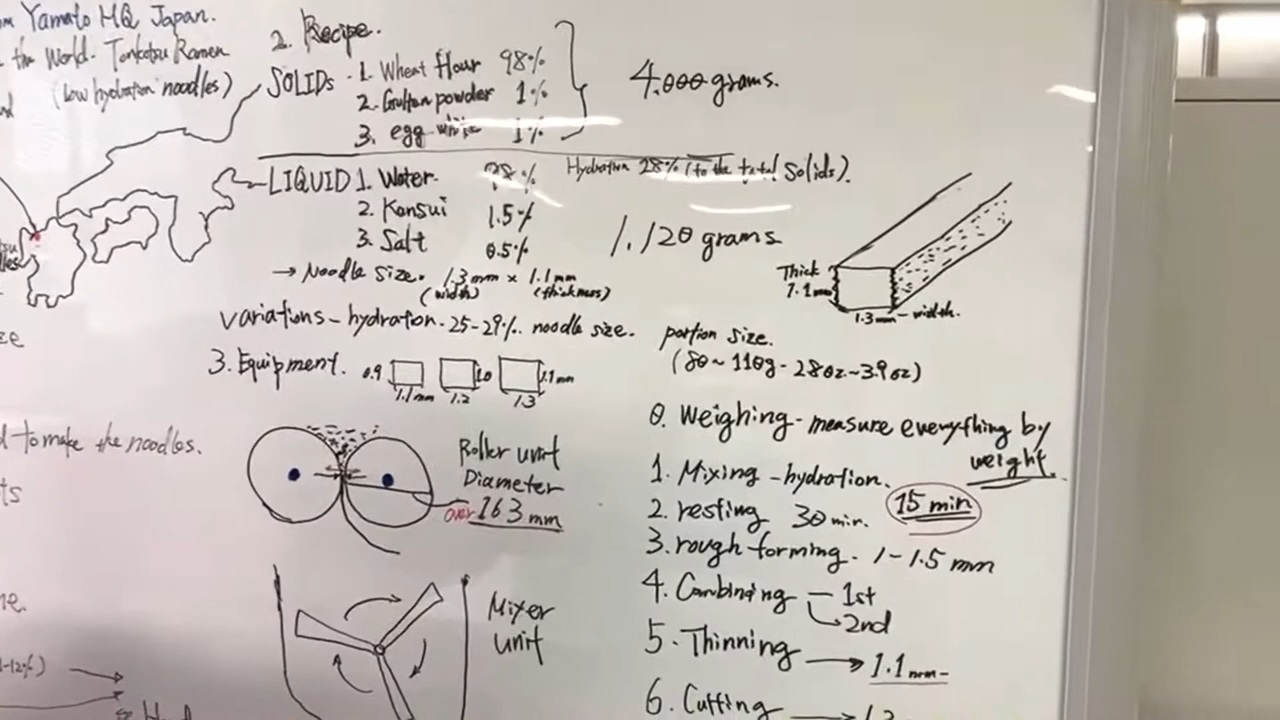 Yamato HQ Japan.
the World. Tonkotsu Ramen
(Low hydration noodles)
2. Recipe.
SOLIDs 1. Wheat flour 98%
2. Gulten powder 1%
3. egg white 1%
4.000 grams.
Hydration 28% (to the total solids).
LIQUID 1. Water 98%
2. Kansui 1.5%
3. Salt 0.5%
1,120 grams
→ Noodle size. 1.3mm × 1.1mm
(width) (thickness)
Thick
1.1mm
1.3mm - width.
variations - hydration. 25-29%. noodle size.
portion size.
(80 ~ 110g - 2.8oz ~ 3.9oz)
3. Equipment.
0.9 1.0 1.1mm
1.1mm 1.2 1.3
to make the noodles.
Roller unit
Diameter
over 163 mm
Mixer
unit
0. Weighing - measure everything by
weight.
1. Mixing - hydration.
15 min
2. resting 30 min.
3. rough forming. 1-1.5 mm
4. Combining - 1st
2nd
5. Thinning → 1.1mm
6. Cutting →